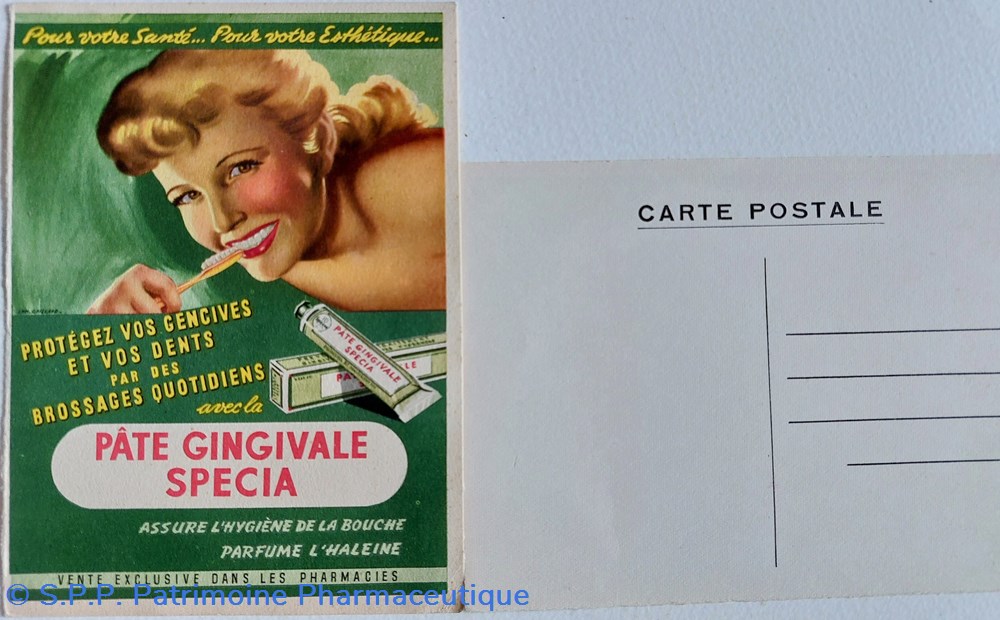 Pour votre Santé... Pour votre Esthétique...
PROTÉGEZ VOS GENCIVES
ET VOS DENTS
PAR DES
BROSSAGES QUOTIDIENS
avec la
PÂTE GINGIVALE
SPECIA
PÂTE GINGIVALE
SPECIA
ASSURE L'HYGIÈNE DE LA BOUCHE
PARFUME L'HALEINE
VENTE EXCLUSIVE DANS LES PHARMACIES
CARTE POSTALE
© S.P.P. Patrimoine Pharmaceutique